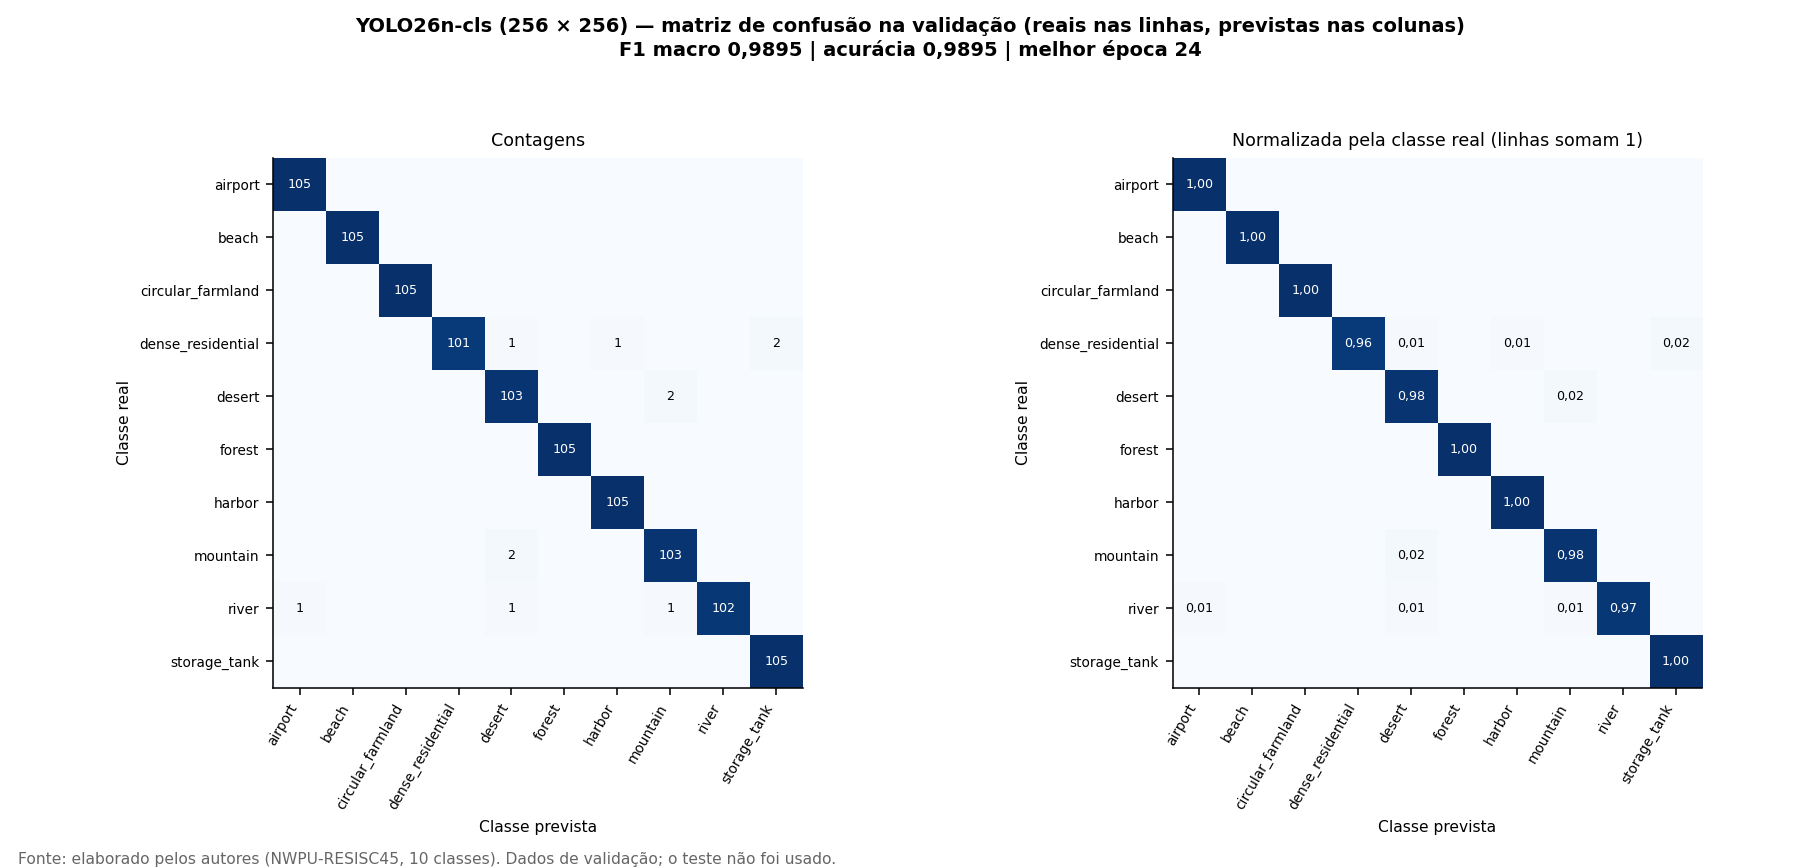 YOLO26n-cls (256 × 256) — matriz de confusão na validação (reais nas linhas, previstas nas colunas)
F1 macro 0,9895 | acurácia 0,9895 | melhor época 24
Contagens
Classe real
airport 105
beach 105
circular_farmland 105
dense_residential 101 1 1 2
desert 103 2
forest 105
harbor 105
mountain 2 103
river 1 1 1 102
storage_tank 105
airport beach circular_farmland dense_residential desert forest harbor mountain river storage_tank
Classe prevista
Normalizada pela classe real (linhas somam 1)
Classe real
airport 1,00
beach 1,00
circular_farmland 1,00
dense_residential 0,96 0,01 0,01 0,02
desert 0,98 0,02
forest 1,00
harbor 1,00
mountain 0,02 0,98
river 0,01 0,01 0,01 0,97
storage_tank 1,00
airport beach circular_farmland dense_residential desert forest harbor mountain river storage_tank
Classe prevista
Fonte: elaborado pelos autores (NWPU-RESISC45, 10 classes). Dados de validação; o teste não foi usado.